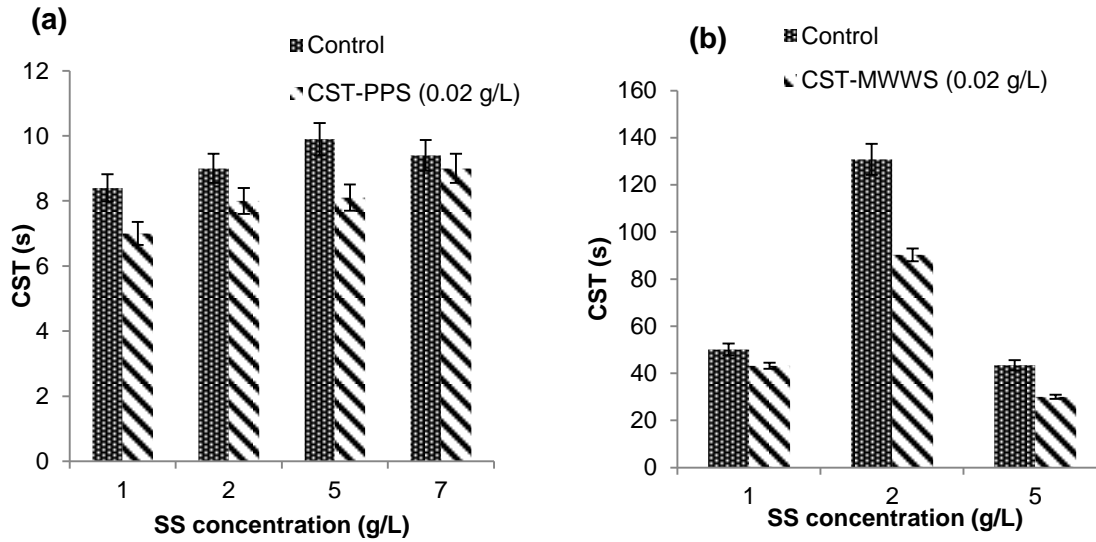 (a)
Control
CST-PPS (0.02 g/L)
12
10
8
6
4
2
0
CST (s)
1 2 5 7
SS concentration (g/L)
(b)
Control
CST-MWWS (0.02 g/L)
160
140
120
100
80
60
40
20
0
CST (s)
1 2 5
SS concentration (g/L)